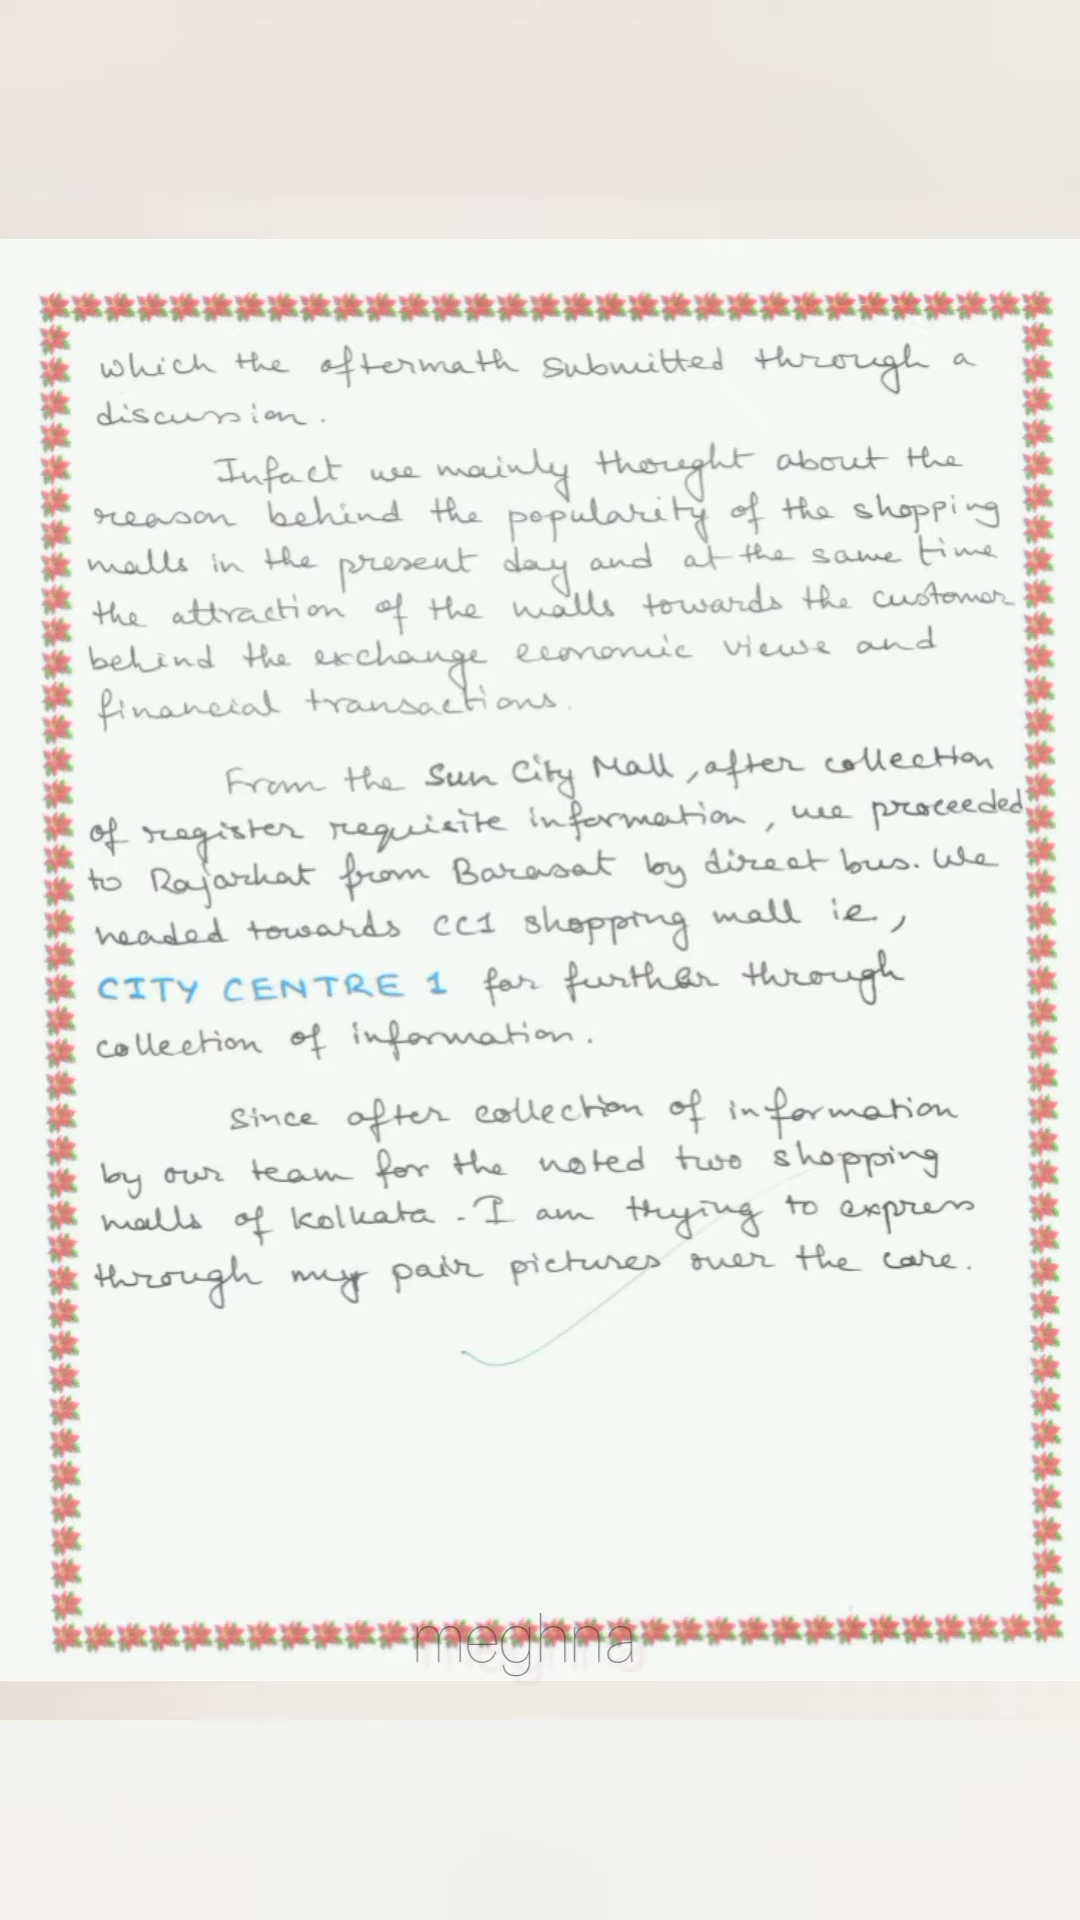 which the aftermath submitted through a
discussion.
Infact we mainly thought about the
reason behind the popularity of the shopping
malls in the present day and at the same time
the attraction of the malls towards the customer
behind the exchange economic views and
financial transactions.
From the Sun City Mall, after collection
of register requisite information, we proceeded
to Rajarhat from Barasat by direct bus. We
headed towards CC1 shopping mall ie,
CITY CENTRE 1 for further through
collection of information.
Since after collection of information
by our team for the noted two shopping
malls of Kolkata - I am trying to express
through my pair pictures over the care.
meghna